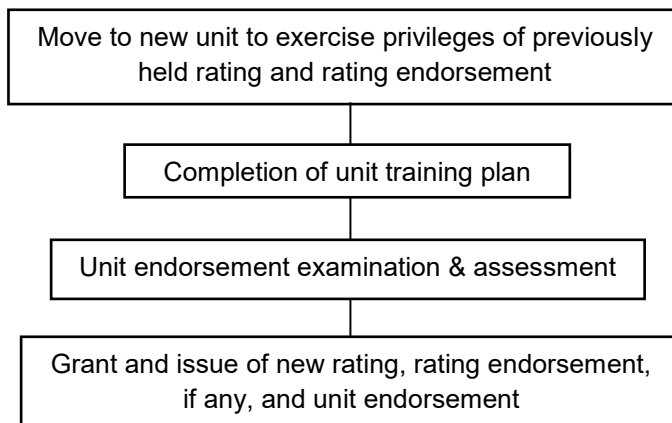 Move to new unit to exercise privileges of previously
held rating and rating endorsement
Completion of unit training plan
Unit endorsement examination & assessment
Grant and issue of new rating, rating endorsement,
if any, and unit endorsement